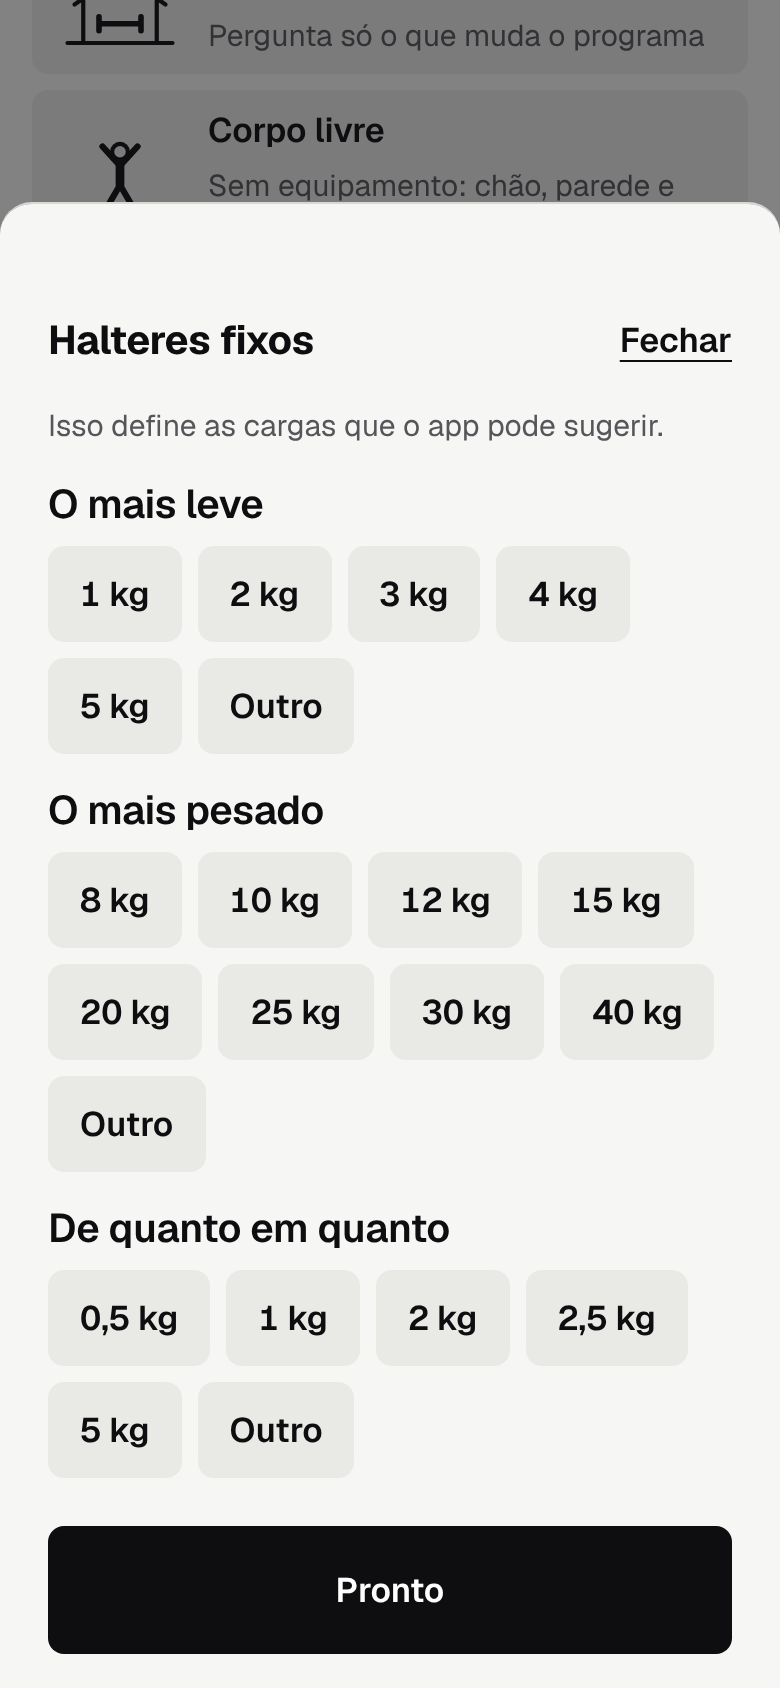 Pergunta só o que muda o programa
Corpo livre
Sem equipamento: chão, parede e
Halteres fixos
Fechar
Isso define as cargas que o app pode sugerir.
O mais leve
1 kg 2 kg 3 kg 4 kg
5 kg Outro
O mais pesado
8 kg 10 kg 12 kg 15 kg
20 kg 25 kg 30 kg 40 kg
Outro
De quanto em quanto
0,5 kg 1 kg 2 kg 2,5 kg
5 kg Outro
Pronto